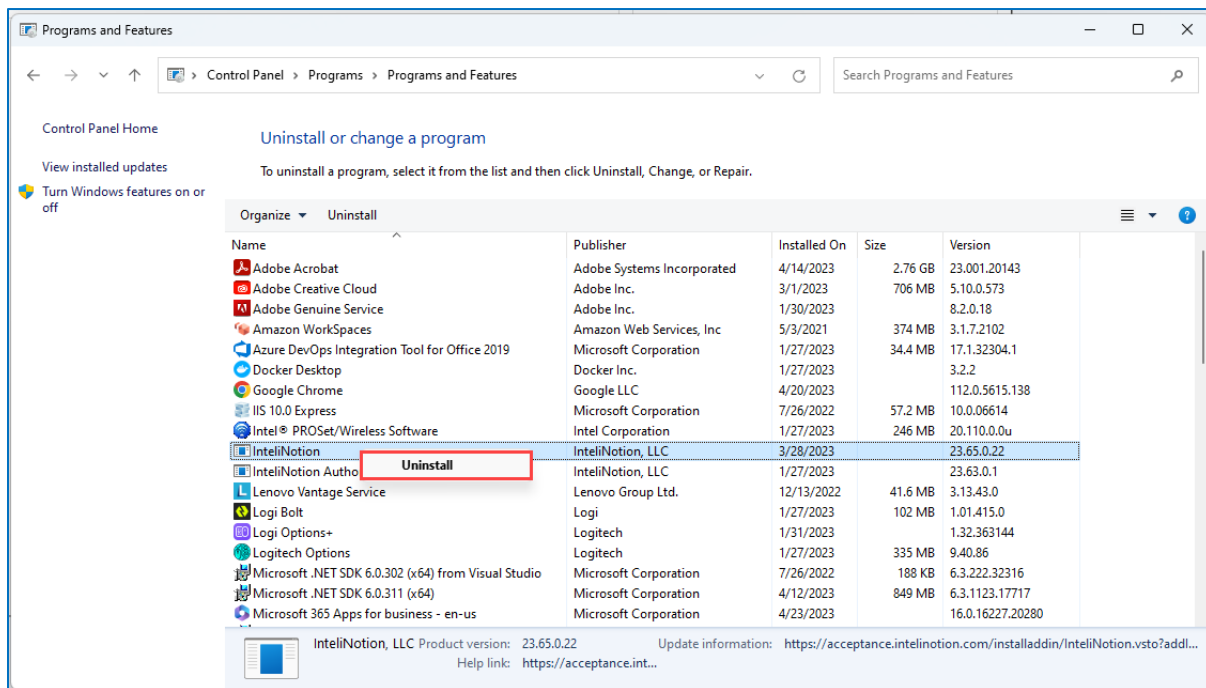 Programs and Features
Control Panel > Programs > Programs and Features
Search Programs and Features
Control Panel Home
View installed updates
Turn Windows features on or
off
Uninstall or change a program
To uninstall a program, select it from the list and then click Uninstall, Change, or Repair.
Organize Uninstall
Name Publisher Installed On Size Version
Adobe Acrobat Adobe Systems Incorporated 4/14/2023 2.76 GB 23.001.20143
Adobe Creative Cloud Adobe Inc. 3/1/2023 706 MB 5.10.0.573
Adobe Genuine Service Adobe Inc. 1/30/2023 8.2.0.18
Amazon WorkSpaces Amazon Web Services, Inc 5/3/2021 374 MB 3.1.7.2102
Azure DevOps Integration Tool for Office 2019 Microsoft Corporation 1/27/2023 34.4 MB 17.1.32304.1
Docker Desktop Docker Inc. 1/27/2023 3.2.2
Google Chrome Google LLC 4/20/2023 112.0.5615.138
IIS 10.0 Express Microsoft Corporation 7/26/2022 57.2 MB 10.0.06614
Intel® PROSet/Wireless Software Intel Corporation 1/27/2023 246 MB 20.110.0.0u
InteliNotion InteliNotion, LLC 3/28/2023 23.65.0.22
Uninstall
InteliNotion Autho InteliNotion, LLC 1/27/2023 23.63.0.1
Lenovo Vantage Service Lenovo Group Ltd. 12/13/2022 41.6 MB 3.13.43.0
Logi Bolt Logi 1/27/2023 102 MB 1.01.415.0
Logi Options+ Logitech 1/31/2023 1.32.363144
Logitech Options Logitech 1/27/2023 335 MB 9.40.86
Microsoft .NET SDK 6.0.302 (x64) from Visual Studio Microsoft Corporation 7/26/2022 188 KB 6.3.222.32316
Microsoft .NET SDK 6.0.311 (x64) Microsoft Corporation 4/12/2023 849 MB 6.3.1123.17717
Microsoft 365 Apps for business - en-us Microsoft Corporation 4/23/2023 16.0.16227.20280
InteliNotion, LLC Product version: 23.65.0.22 Update information: https://acceptance.intelinotion.com/installaddin/InteliNotion.vsto?addl...
Help link: https://acceptance.int...